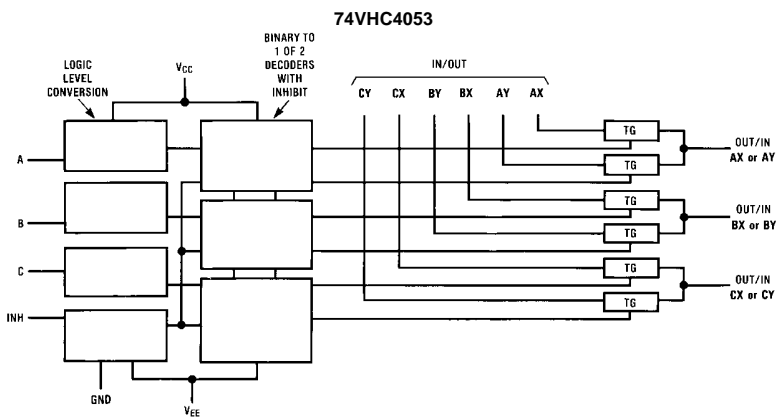 74VHC4053
LOGIC
LEVEL
CONVERSION
VCC
BINARY TO
1 OF 2
DECODERS
WITH
INHIBIT
IN/OUT
CY CX BY BX AY AX
TG
OUT/IN
AX or AY
A
TG
TG
OUT/IN
BX or BY
B
TG
TG
C
OUT/IN
CX or CY
TG
INH
GND
VEE